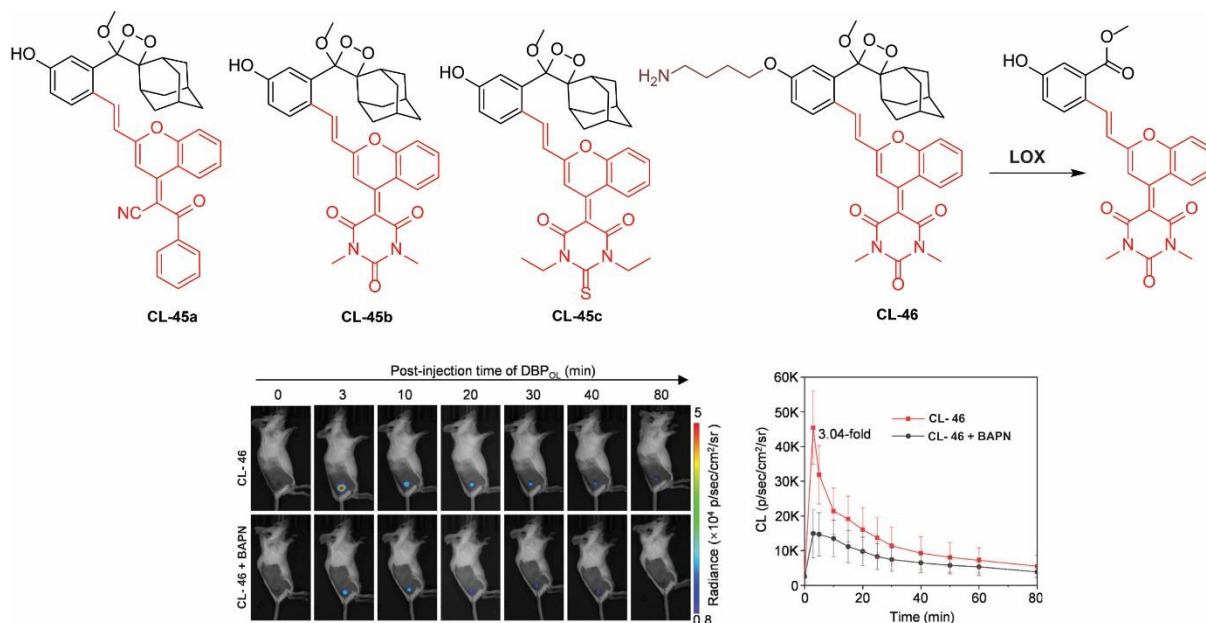 HO
O
O
O
NC
O
O
CL-45a
HO
O
O
O
O
O
O
N
N
O
CL-45b
HO
O
O
O
O
O
O
N
N
S
CL-45c
H2N
O
O
O
O
O
O
O
N
N
O
CL-46
LOX
HO
O
O
O
O
O
N
N
O
Post-injection time of DBPOL (min)
0 3 10 20 30 40 80
CL- 46
CL- 46 + BAPN
5
Radiance (×10⁴ p/sec/cm²/sr)
0.8
60K
50K
40K
30K
20K
10K
0
CL (p/sec/cm²/sr)
3.04-fold
CL- 46
CL- 46 + BAPN
0 20 40 60 80
Time (min)